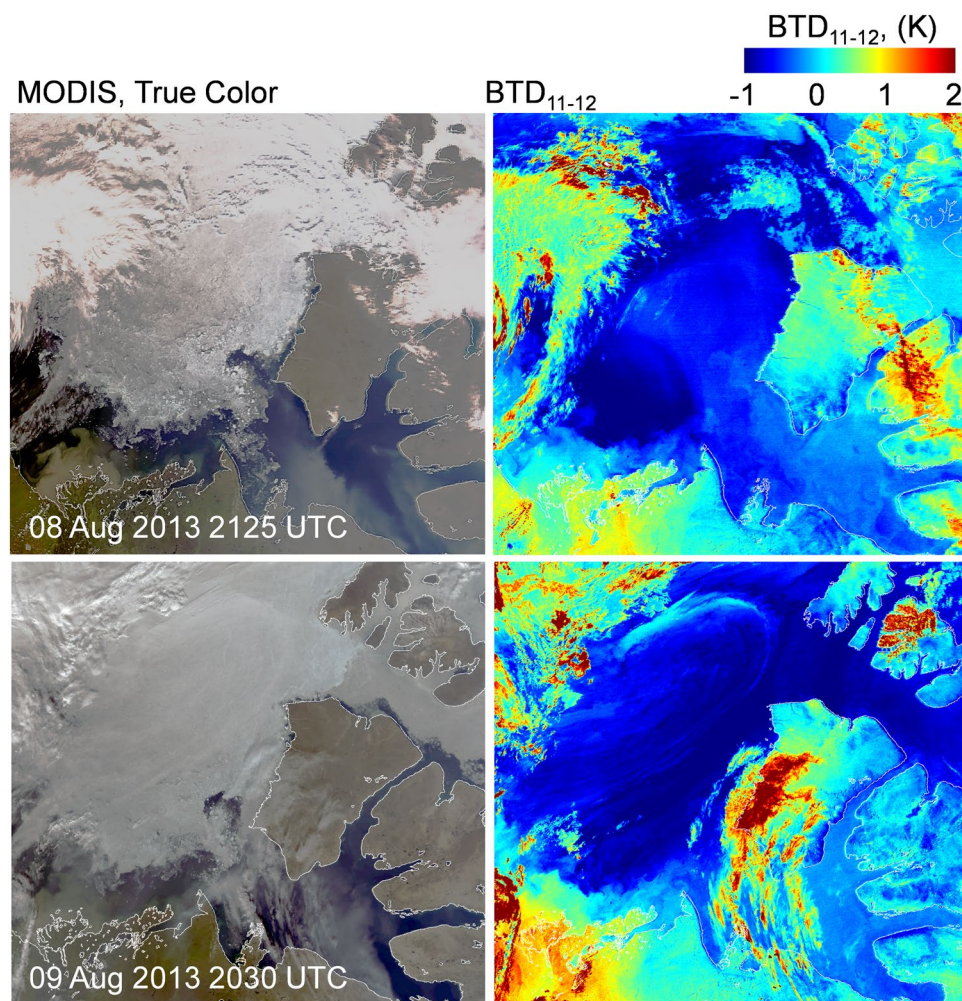 BTD₁₁₋₁₂, (K)
MODIS, True Color
BTD₁₁₋₁₂
-1 0 1 2
08 Aug 2013 2125 UTC
09 Aug 2013 2030 UTC